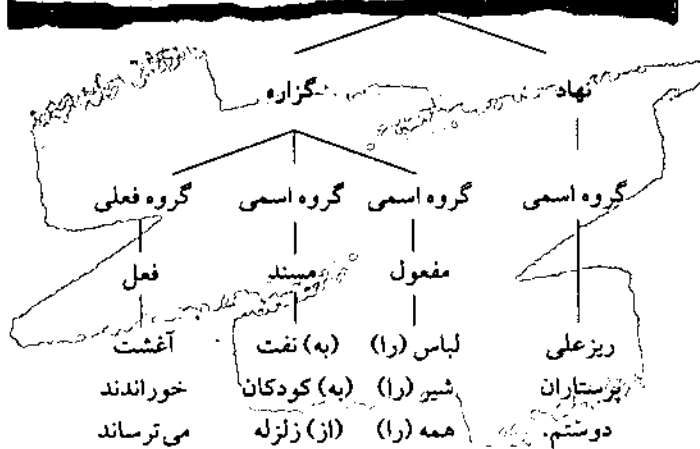 نهاد گزاره
گروه اسمی گروه اسمی گروه اسمی گروه فعلی
مفعول مسند فعل
ریزعلی لباس (را) (به) نفت آغشت
پرستاران شیر (را) (به) کودکان خوراندند
دوستم. همه (را) (از) زلزله می‌ترساند